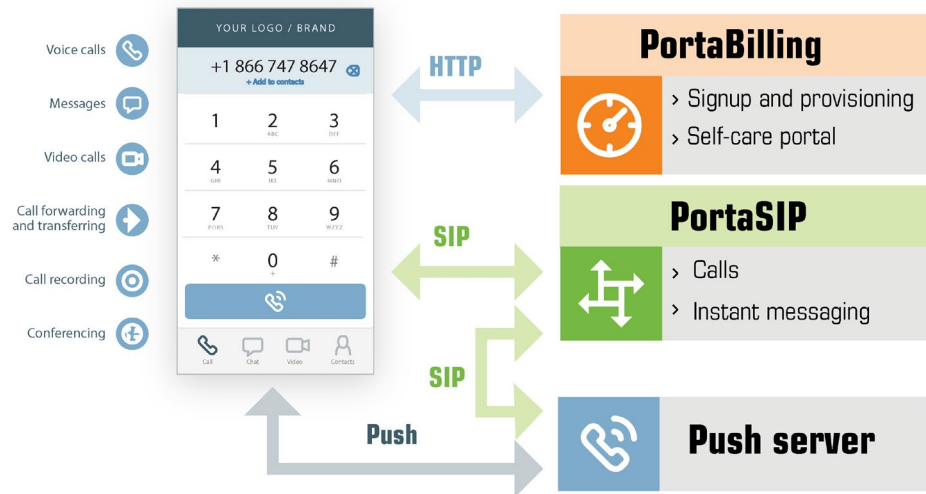 Voice calls
Messages
Video calls
Call forwarding
and transferring
Call recording
Conferencing
YOUR LOGO / BRAND
+1 866 747 8647
+ Add to contacts
1
2
ABC
3
DEF
4
GHI
5
JKL
6
MNO
7
PQRS
8
TUV
9
WXYZ
*
0
+
#
Call
Chat
Video
Contacts
HTTP
SIP
SIP
Push
PortaBilling
> Signup and provisioning
> Self-care portal
PortaSIP
> Calls
> Instant messaging
Push server